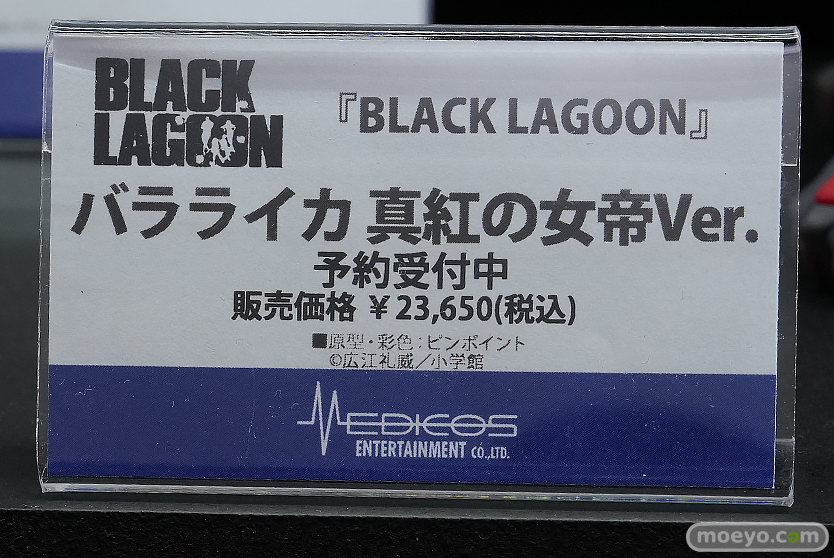 BLACK
LAGOON
『BLACK LAGOON』
バラライカ 真紅の女帝Ver.
予約受付中
販売価格 ¥23,650(税込)
■原型・彩色:ピンポイント
©広江礼威/小学館
MEDICOS
ENTERTAINMENT CO.,LTD.
moeyo.com